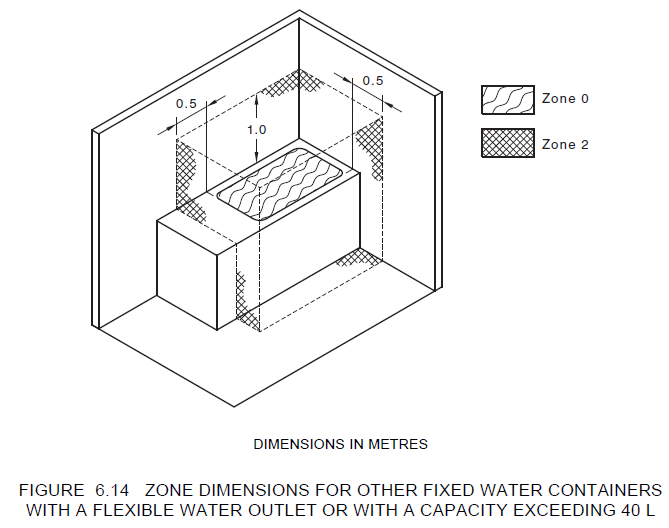 0.5
0.5
1.0
Zone 0
Zone 2
DIMENSIONS IN METRES
FIGURE 6.14 ZONE DIMENSIONS FOR OTHER FIXED WATER CONTAINERS
WITH A FLEXIBLE WATER OUTLET OR WITH A CAPACITY EXCEEDING 40 L